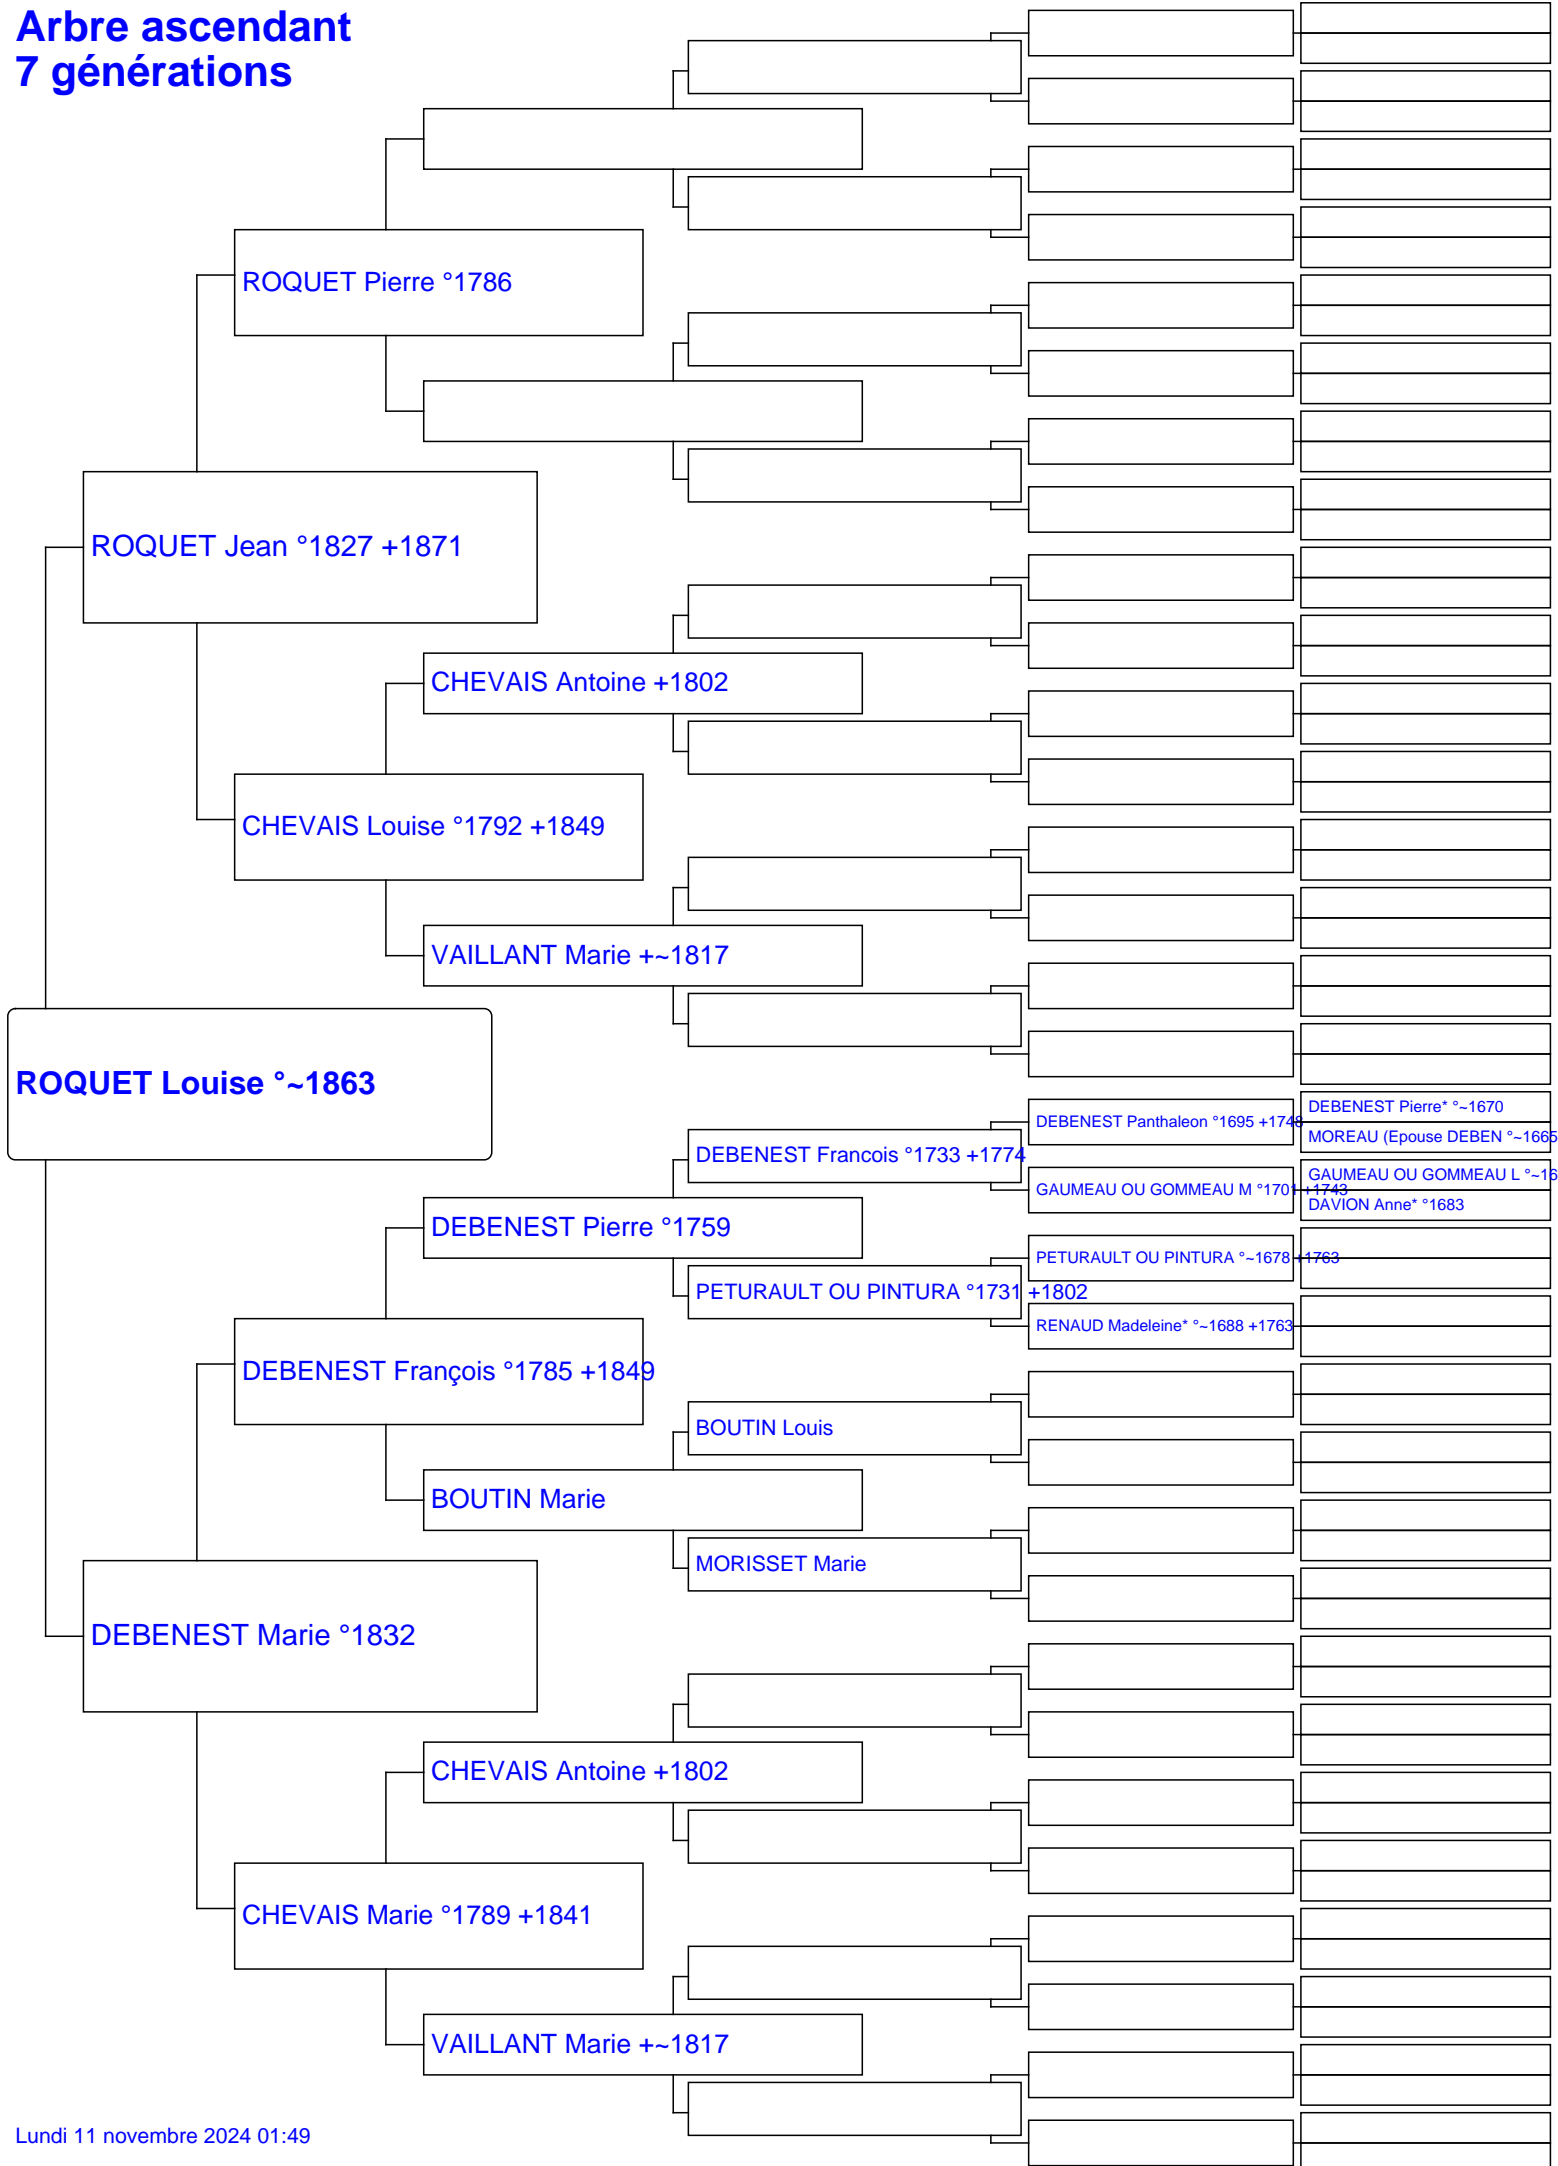 Arbre ascendant
7 générations
ROQUET Pierre °1786
ROQUET Jean °1827 +1871
CHEVAIS Antoine +1802
CHEVAIS Louise °1792 +1849
VAILLANT Marie +~1817
ROQUET Louise °~1863
DEBENEST Pierre* °~1670
DEBENEST Panthaleon °1695 +1748
MOREAU (Epouse DEBEN °~1665
DEBENEST Francois °1733 +1774
GAUMEAU OU GOMMEAU L °~16
GAUMEAU OU GOMMEAU M °1701 +1743
DAVION Anne* °1683
DEBENEST Pierre °1759
PETURAULT OU PINTURA °~1678 +1763
PETURAULT OU PINTURA °1731 +1802
RENAUD Madeleine* °~1688 +1763
DEBENEST François °1785 +1849
BOUTIN Louis
BOUTIN Marie
MORISSET Marie
DEBENEST Marie °1832
CHEVAIS Antoine +1802
CHEVAIS Marie °1789 +1841
VAILLANT Marie +~1817
Lundi 11 novembre 2024 01:49